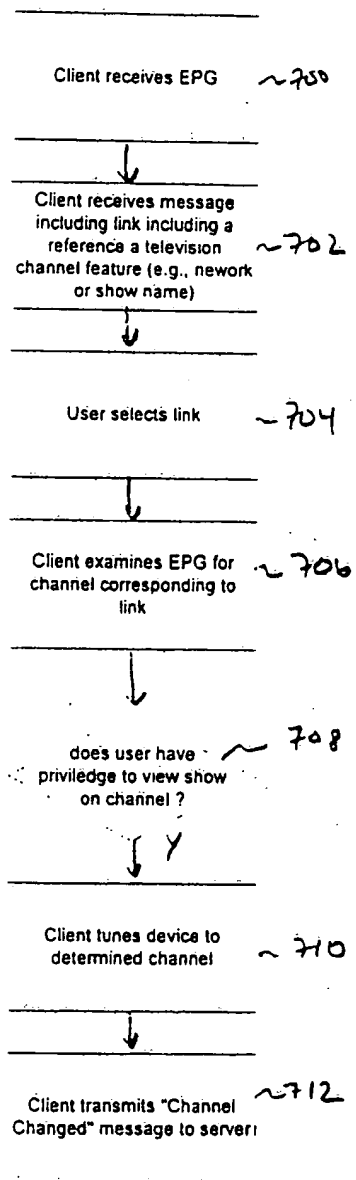 Client receives EPG ~700
Client receives message
including link including a
reference a television ~702
channel feature (e.g., nework
or show name)
User selects link ~704
Client examines EPG for ~706
channel corresponding to
link
708
does user have
priviledge to view show
on channel ?
Y
Client tunes device to
determined channel ~710
~712
Client transmits "Channel
Changed" message to server